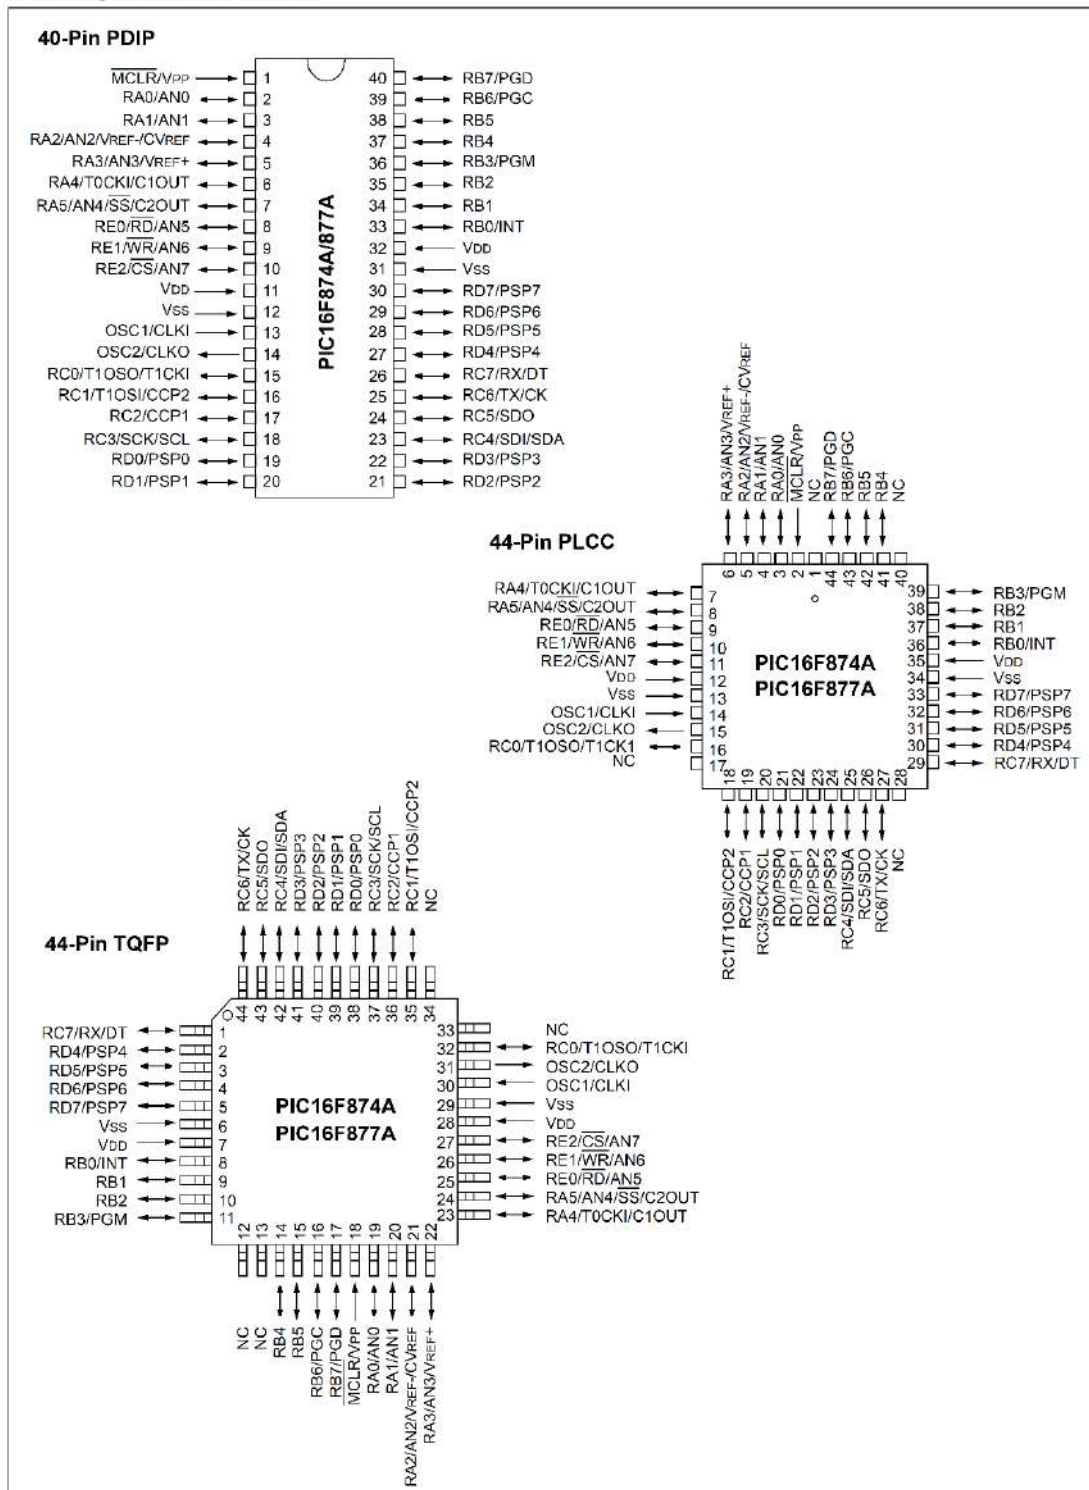 40-Pin PDIP
MCLR/VPP 1
RA0/AN0 2
RA1/AN1 3
RA2/AN2/VREF-/CVREF 4
RA3/AN3/VREF+ 5
RA4/T0CKI/C1OUT 6
RA5/AN4/SS/C2OUT 7
RE0/RD/AN5 8
RE1/WR/AN6 9
RE2/CS/AN7 10
VDD 11
VSS 12
OSC1/CLKI 13
OSC2/CLKO 14
RC0/T1OSO/T1CKI 15
RC1/T1OSI/CCP2 16
RC2/CCP1 17
RC3/SCK/SCL 18
RD0/PSP0 19
RD1/PSP1 20
PIC16F874A/877A
40 RB7/PGD
39 RB6/PGC
38 RB5
37 RB4
36 RB3/PGM
35 RB2
34 RB1
33 RB0/INT
32 VDD
31 VSS
30 RD7/PSP7
29 RD6/PSP6
28 RD5/PSP5
27 RD4/PSP4
26 RC7/RX/DT
25 RC6/TX/CK
24 RC5/SDO
23 RC4/SDI/SDA
22 RD3/PSP3
21 RD2/PSP2
44-Pin PLCC
RA3/AN3/VREF+ 6
RA2/AN2/VREF-/CVREF 5
RA1/AN1 4
RA0/AN0 3
MCLR/VPP 2
NC 1
RB7/PGD 44
RB6/PGC 43
RB5 42
RB4 41
NC 40
RA4/T0CKI/C1OUT 7
RA5/AN4/SS/C2OUT 8
RE0/RD/AN5 9
RE1/WR/AN6 10
RE2/CS/AN7 11
VDD 12
VSS 13
OSC1/CLKI 14
OSC2/CLKO 15
RC0/T1OSO/T1CK1 16
NC 17
PIC16F874A
PIC16F877A
39 RB3/PGM
38 RB2
37 RB1
36 RB0/INT
35 VDD
34 VSS
33 RD7/PSP7
32 RD6/PSP6
31 RD5/PSP5
30 RD4/PSP4
29 RC7/RX/DT
18 RC1/T1OSI/CCP2
19 RC2/CCP1
20 RC3/SCK/SCL
21 RD0/PSP0
22 RD1/PSP1
23 RD2/PSP2
24 RD3/PSP3
25 RC4/SDI/SDA
26 RC5/SDO
27 RC6/TX/CK
28 NC
44-Pin TQFP
RC6/TX/CK 44
RC5/SDO 43
RC4/SDI/SDA 42
RD3/PSP3 41
RD2/PSP2 40
RD1/PSP1 39
RD0/PSP0 38
RC3/SCK/SCL 37
RC2/CCP1 36
RC1/T1OSI/CCP2 35
NC 34
RC7/RX/DT 1
RD4/PSP4 2
RD5/PSP5 3
RD6/PSP6 4
RD7/PSP7 5
VSS 6
VDD 7
RB0/INT 8
RB1 9
RB2 10
RB3/PGM 11
PIC16F874A
PIC16F877A
33 NC
32 RC0/T1OSO/T1CKI
31 OSC2/CLKO
30 OSC1/CLKI
29 VSS
28 VDD
27 RE2/CS/AN7
26 RE1/WR/AN6
25 RE0/RD/AN5
24 RA5/AN4/SS/C2OUT
23 RA4/T0CKI/C1OUT
12 NC
13 NC
14 RB4
15 RB5
16 RB6/PGC
17 RB7/PGD
18 MCLR/VPP
19 RA0/AN0
20 RA1/AN1
21 RA2/AN2/VREF-/CVREF
22 RA3/AN3/VREF+